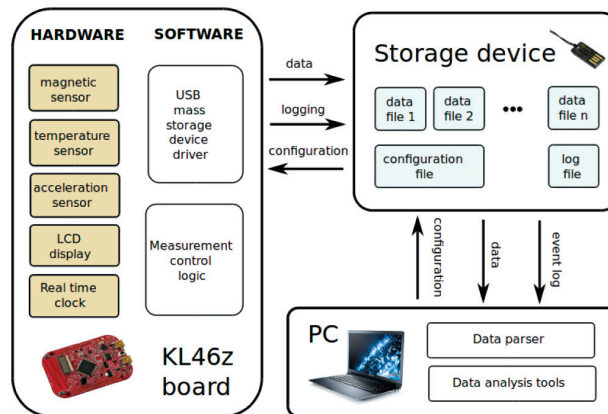 HARDWARE
SOFTWARE
magnetic
sensor
temperature
sensor
acceleration
sensor
LCD
display
Real time
clock
USB
mass
storage
device
driver
Measurement
control
logic
KL46z
board
data
logging
configuration
Storage device
data
file 1
data
file 2
•••
data
file n
configuration
file
log
file
configuration
data
event log
PC
Data parser
Data analysis tools